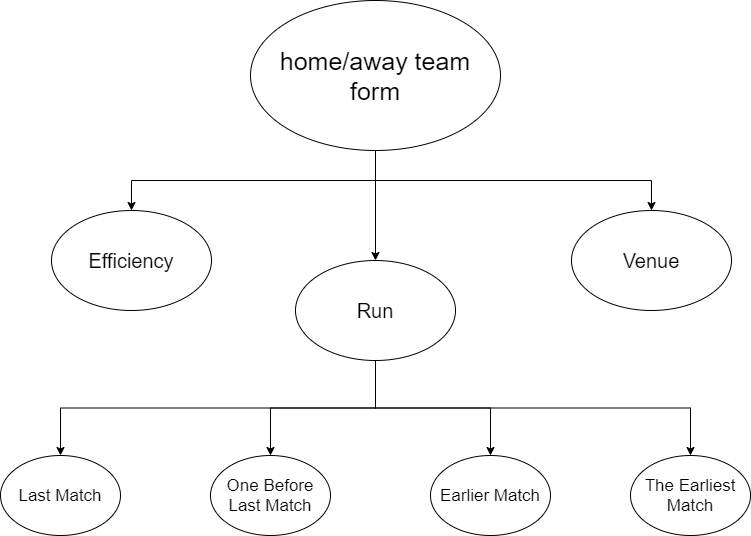 home/away team
form
Efficiency
Venue
Run
Last Match
One Before
Last Match
Earlier Match
The Earliest
Match